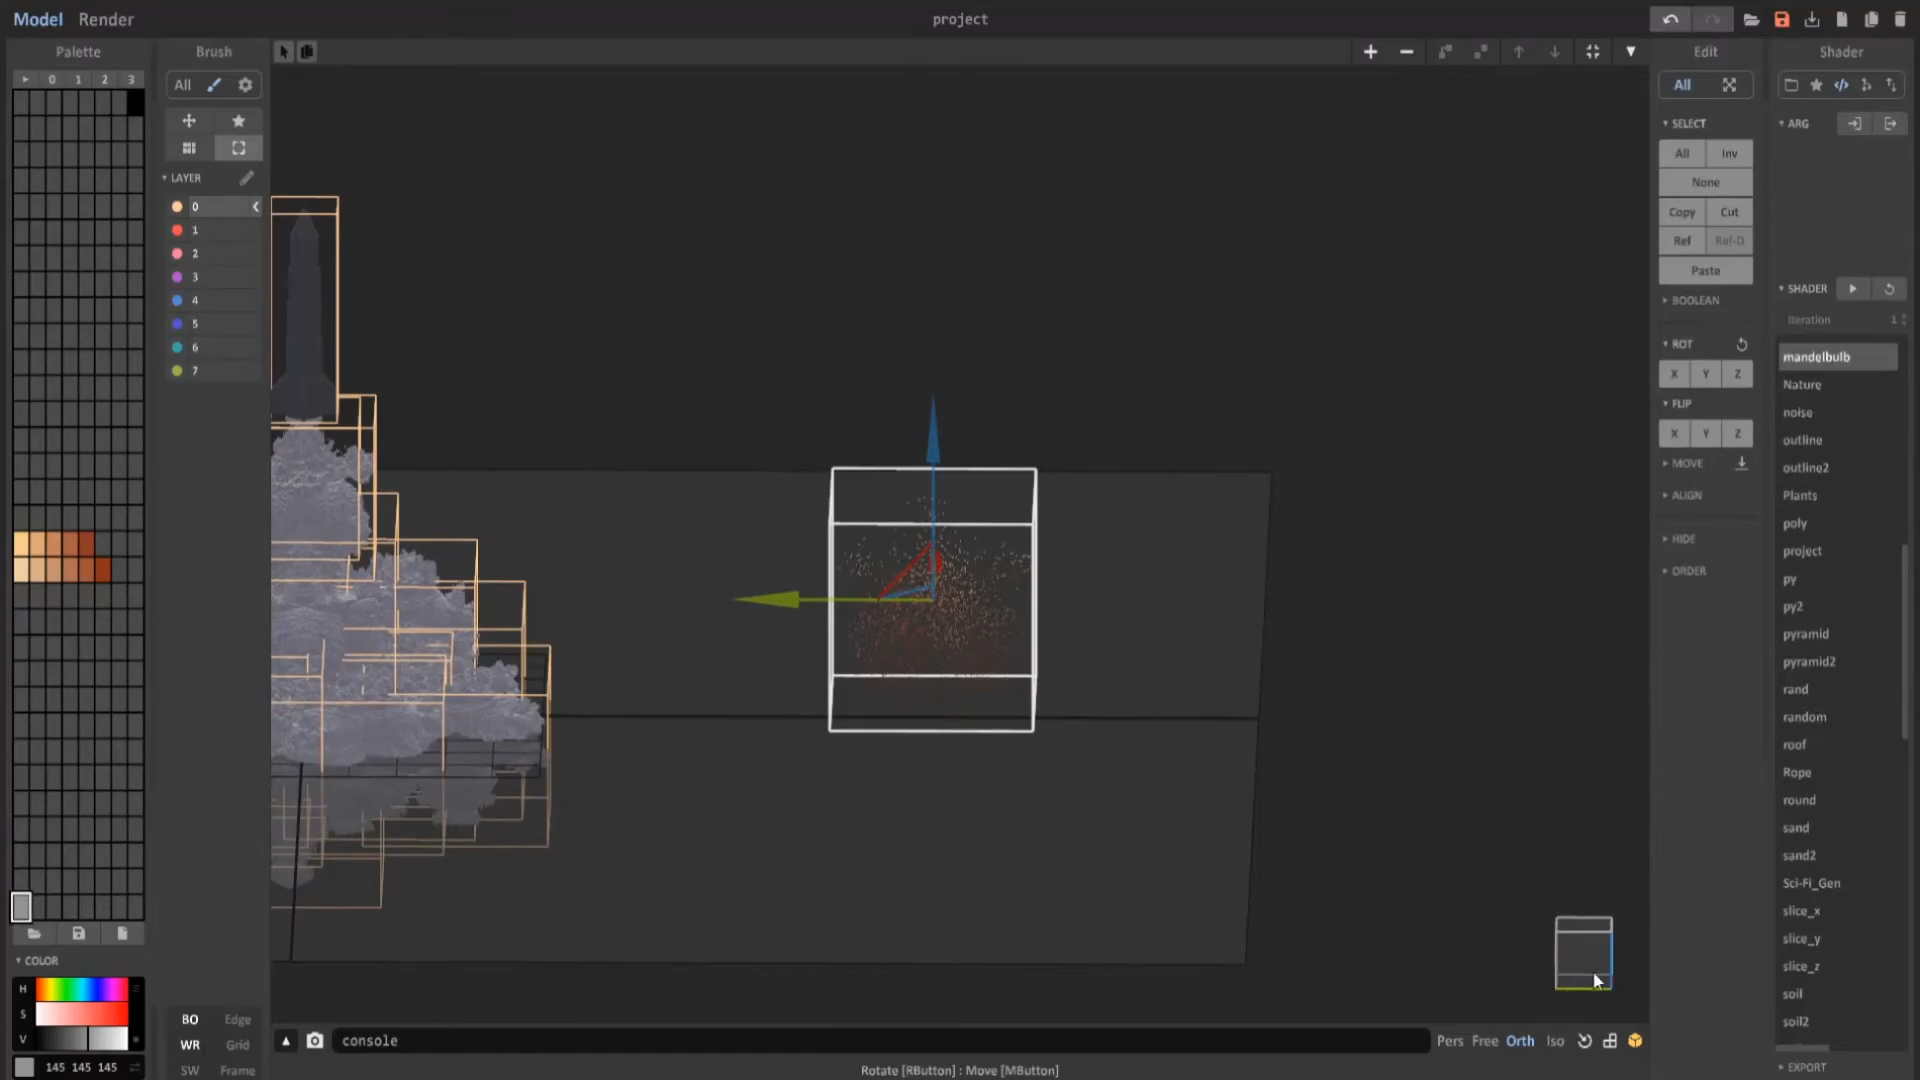 Model Render
project
Palette
Brush
Edit
Shader
0 1 2 3
All
All
LAYER
SELECT
ARG
0
1
2
3
4
5
6
7
All Inv
None
Copy Cut
Ref Ref-D
Paste
BOOLEAN
ROT
X Y Z
FLIP
X Y Z
MOVE
ALIGN
HIDE
ORDER
SHADER
Iteration 1
mandelbulb
Nature
noise
outline
outline2
Plants
poly
project
py
py2
pyramid
pyramid2
rand
random
roof
Rope
round
sand
sand2
Sci-Fi_Gen
slice_x
slice_y
slice_z
soil
soil2
EXPORT
COLOR
H
S
V
145 145 145
BO Edge
WR Grid
SW Frame
console
Pers Free Orth Iso
Rotate [RButton] : Move [MButton]